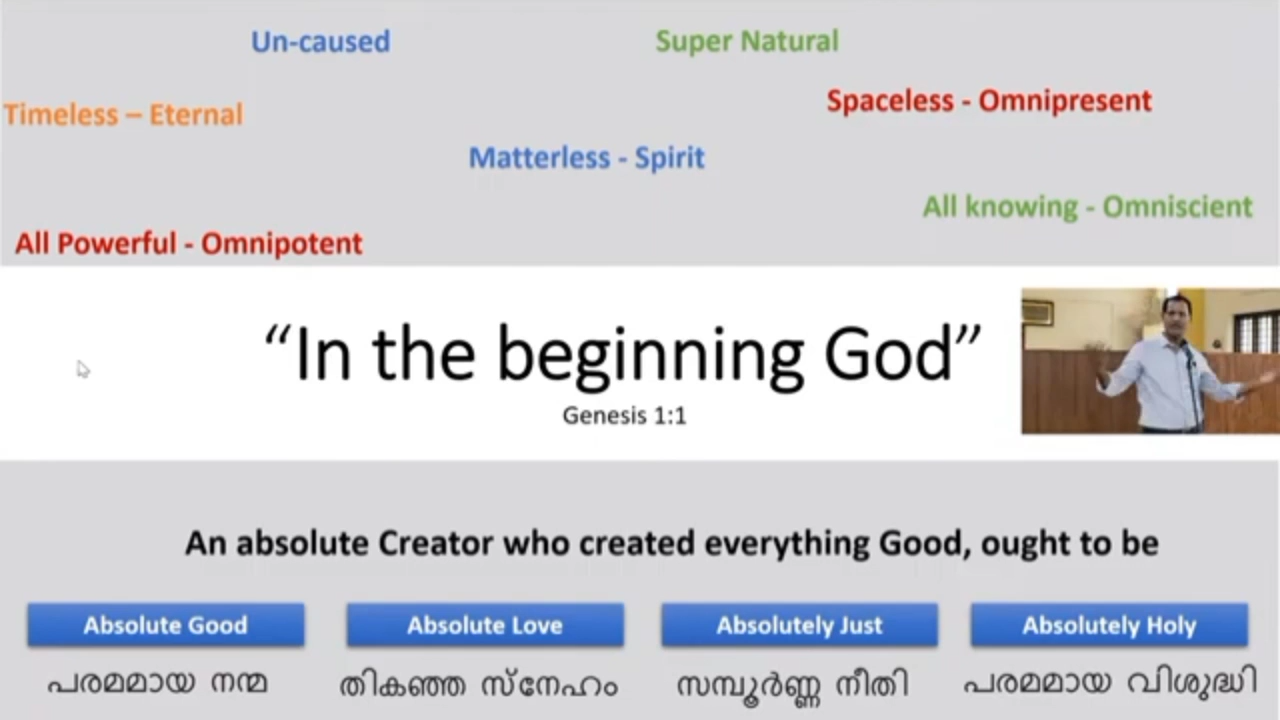 Un-caused
Super Natural
Timeless – Eternal
Spaceless - Omnipresent
Matterless - Spirit
All knowing - Omniscient
All Powerful - Omnipotent
“In the beginning God”
Genesis 1:1
An absolute Creator who created everything Good, ought to be
Absolute Good
Absolute Love
Absolutely Just
Absolutely Holy
പരമമായ നന്മ
തികഞ്ഞ സ്നേഹം
സമ്പൂർണ്ണ നീതി
പരമമായ വിശുദ്ധി